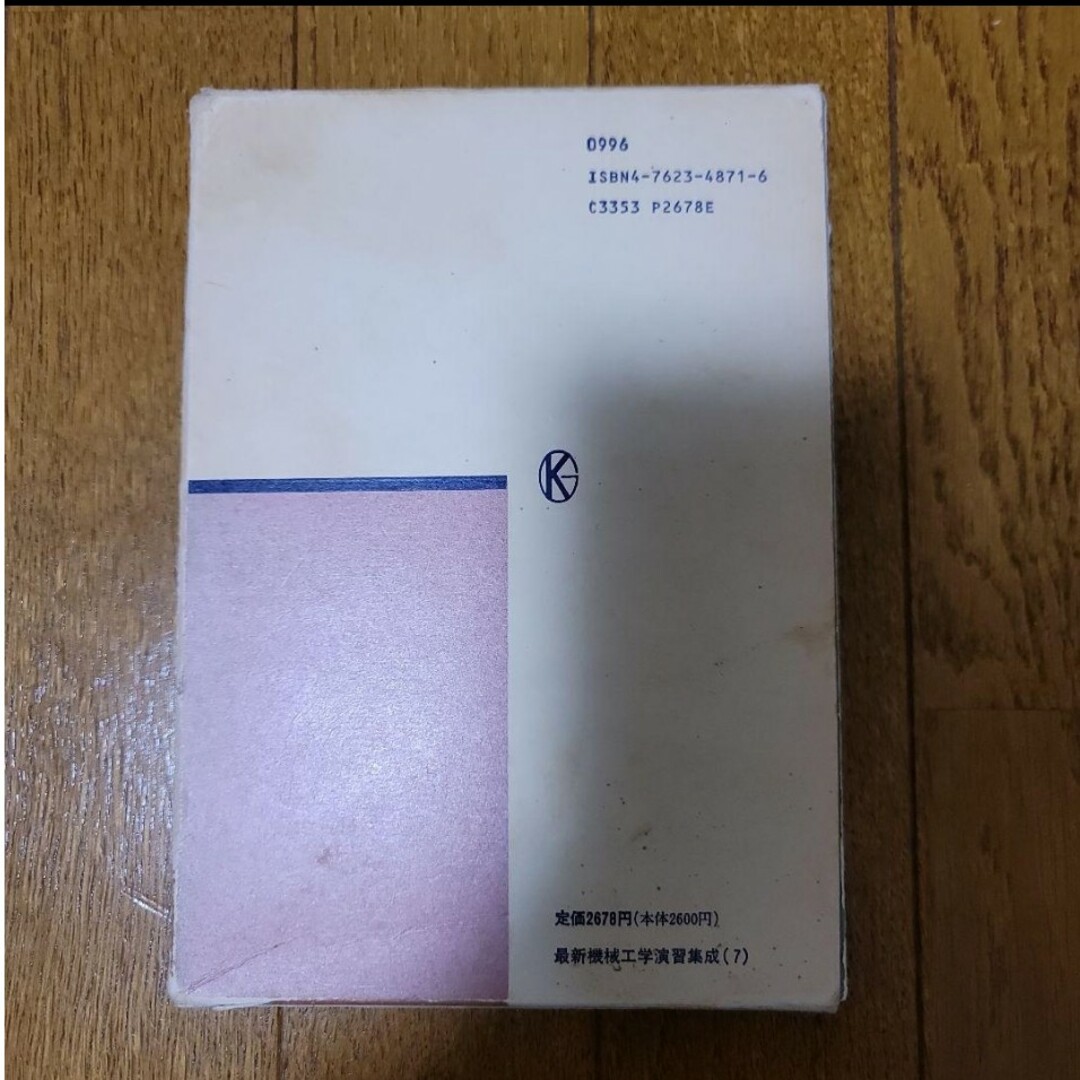 0996
ISBN4-7623-4871-6
C3353 P2678E
KG
定価2678円(本体2600円)
最新機械工学演習集成(7)